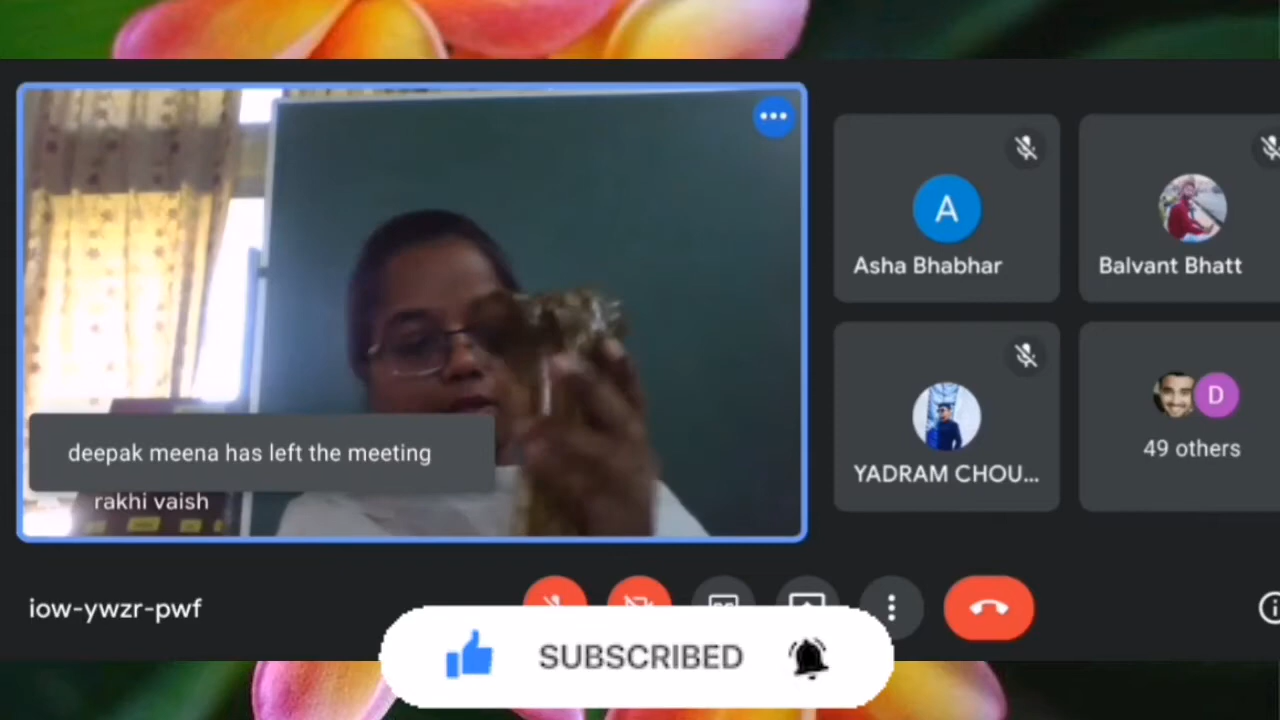 A
Asha Bhabhar
Balvant Bhatt
deepak meena has left the meeting
rakhi vaish
YADRAM CHOU...
D
49 others
iow-ywzr-pwf
SUBSCRIBED